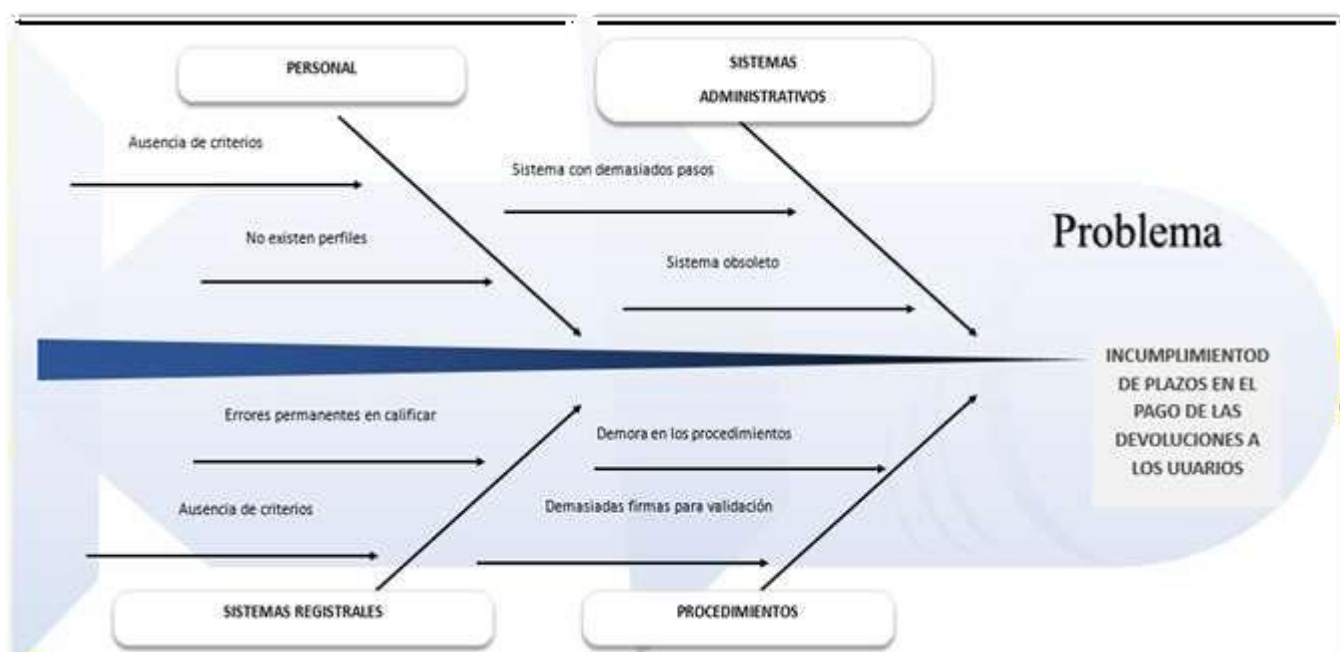 PERSONAL
SISTEMAS
ADMINISTRATIVOS
Ausencia de criterios
Sistema con demasiados pasos
No existen perfiles
Sistema obsoleto
Problema
INCUMPLIMIENTOD
DE PLAZOS EN EL
PAGO DE LAS
DEVOLUCIONES A
LOS UUARIOS
Errores permanentes en calificar
Demora en los procedimientos
Ausencia de criterios
Demasiadas firmas para validación
SISTEMAS REGISTRALES
PROCEDIMIENTOS